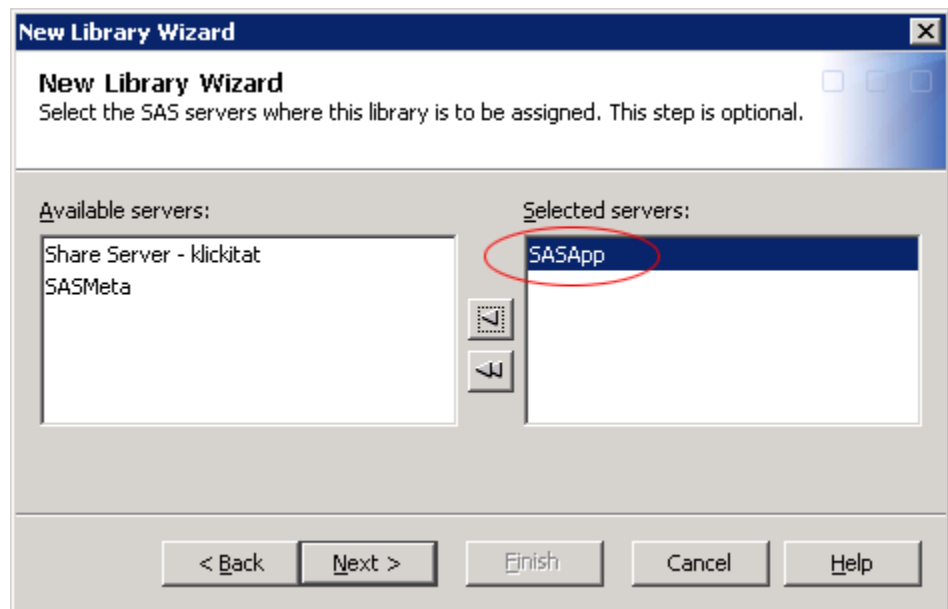 New Library Wizard
New Library Wizard
Select the SAS servers where this library is to be assigned. This step is optional.
Available servers:
Share Server - klickitat
SASMeta
Selected servers:
SASApp
< Back
Next >
Finish
Cancel
Help